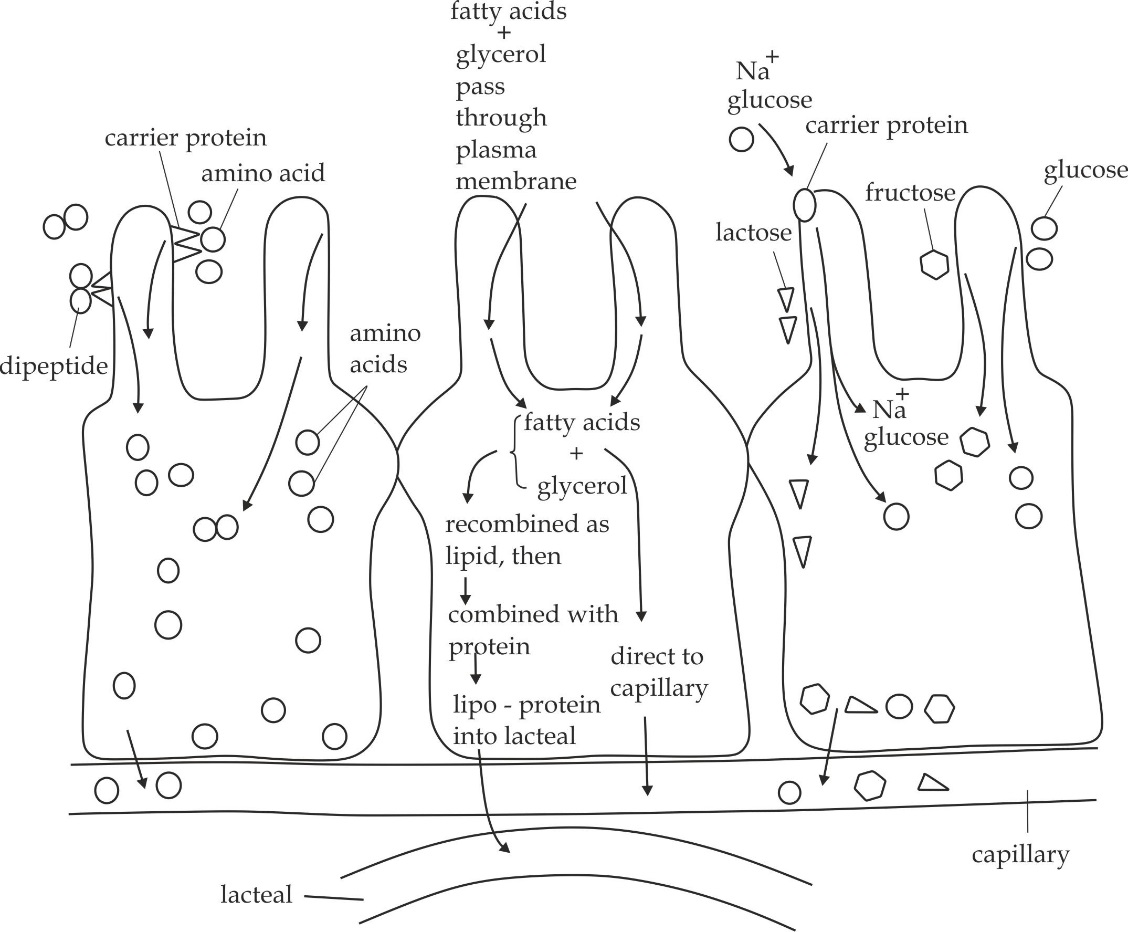 fatty acids
+
glycerol
pass
through
plasma
membrane
Na+
glucose
carrier protein
carrier protein
amino acid
glucose
fructose
lactose
dipeptide
amino
acids
fatty acids
+
glycerol
Na+
glucose
recombined as
lipid, then
combined with
protein
direct to
capillary
lipo - protein
into lacteal
capillary
lacteal